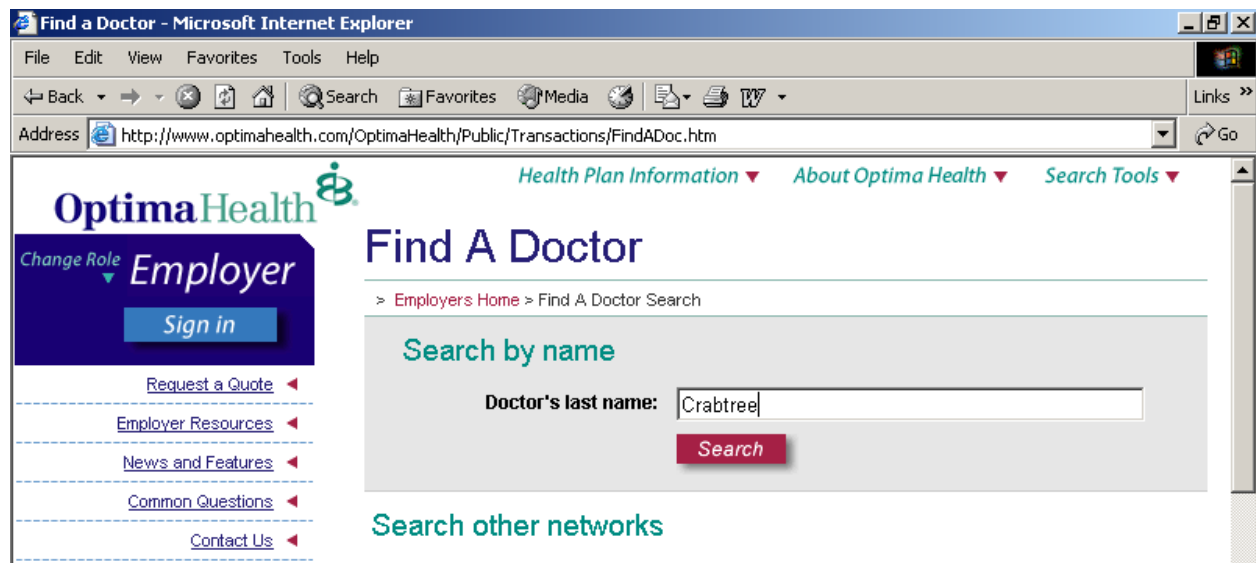 Find a Doctor - Microsoft Internet Explorer
File Edit View Favorites Tools Help
Back Search Favorites Media Links »
Address http://www.optimahealth.com/OptimaHealth/Public/Transactions/FindADoc.htm Go
Health Plan Information About Optima Health Search Tools
OptimaHealth
Change Role Employer
Sign in
Request a Quote
Employer Resources
News and Features
Common Questions
Contact Us
Find A Doctor
> Employers Home > Find A Doctor Search
Search by name
Doctor's last name: Crabtree
Search
Search other networks